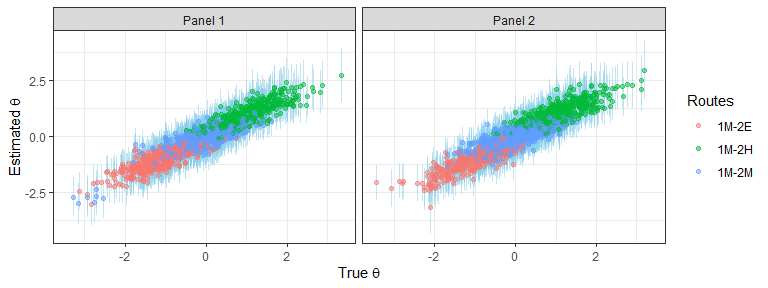 Panel 1
Panel 2
Estimated θ
2.5
0.0
-2.5
-2
0
2
-2
0
2
True θ
Routes
1M-2E
1M-2H
1M-2M